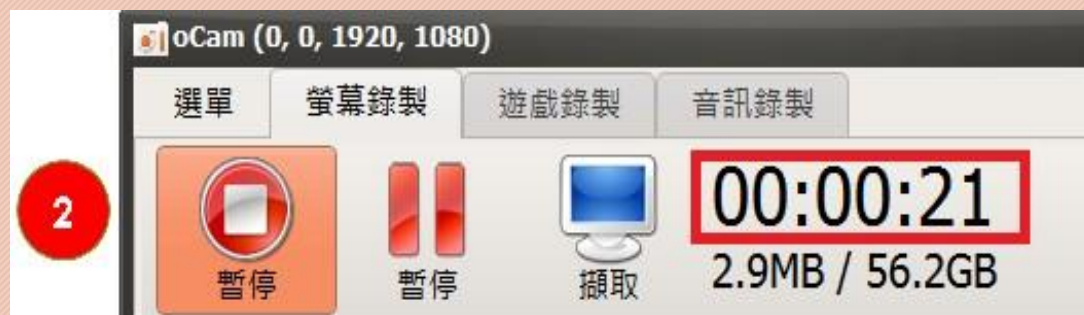 oCam (0, 0, 1920, 1080)
選單 螢幕錄製 遊戲錄製 音訊錄製
2
00:00:21
2.9MB / 56.2GB
暫停 暫停 擷取